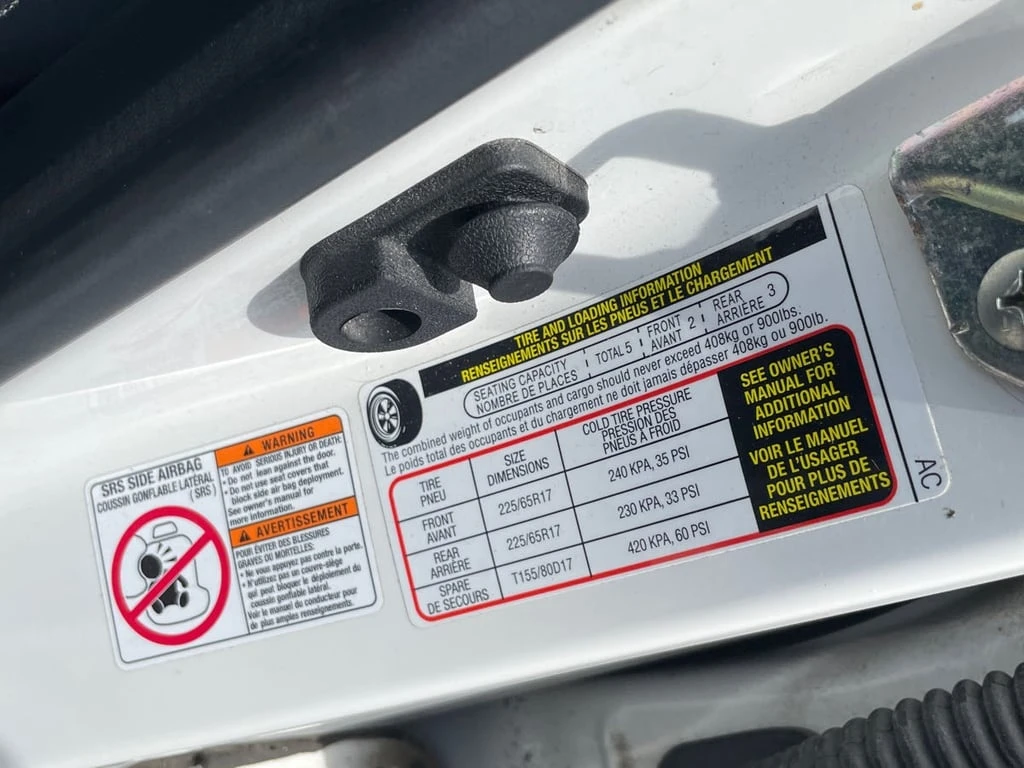 TIRE AND LOADING INFORMATION
RENSEIGNEMENTS SUR LES PNEUS ET LE CHARGEMENT
SEATING CAPACITY TOTAL 5 FRONT 2 REAR 3
NOMBRE DE PLACES AVANT ARRIÈRE
The combined weight of occupants and cargo should never exceed 408kg or 900lbs.
Le poids total des occupants et du chargement ne doit jamais dépasser 408kg ou 900lb.
TIRE SIZE COLD TIRE PRESSURE
PNEU DIMENSIONS PRESSION DES
PNEUS À FROID
FRONT 225/65R17 240 KPA, 35 PSI
AVANT
REAR 225/65R17 230 KPA, 33 PSI
ARRIÈRE
SPARE T155/80D17 420 KPA, 60 PSI
DE SECOURS
SEE OWNER'S
MANUAL FOR
ADDITIONAL
INFORMATION
VOIR LE MANUEL
DE L'USAGER
POUR PLUS DE
RENSEIGNEMENTS
AC
SRS SIDE AIRBAG
COUSSIN GONFLABLE LATÉRAL
(SRS)
WARNING
TO AVOID SERIOUS INJURY OR DEATH:
• Do not lean against the door.
• Do not use seat covers that
block side air bag deployment.
See owner's manual for
more information.
AVERTISSEMENT
POUR ÉVITER DES BLESSURES
GRAVES OU MORTELLES:
• Ne vous appuyez pas contre la porte.
• N'utilisez pas un couvre-siège
qui peut bloquer le déploiement du
coussin gonflable latéral.
Voir le manuel du conducteur pour
de plus amples renseignements.